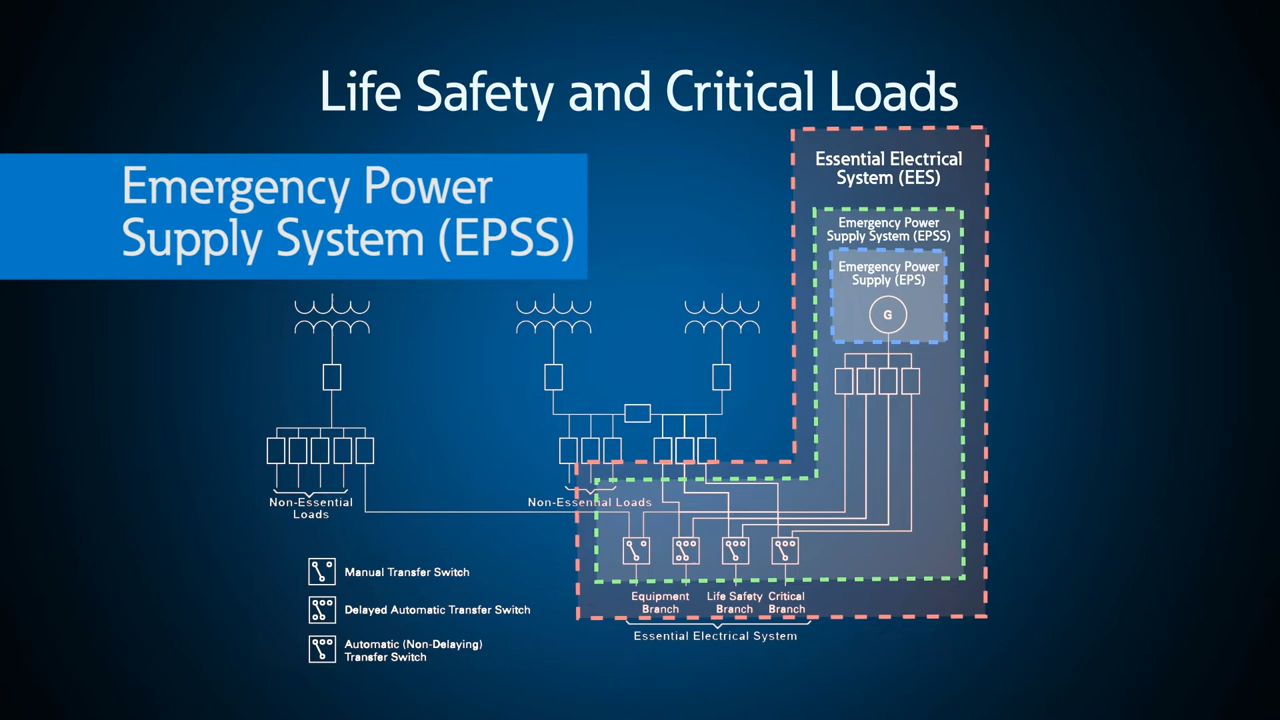 Life Safety and Critical Loads
Emergency Power
Supply System (EPSS)
Essential Electrical
System (EES)
Emergency Power
Supply System (EPSS)
Emergency Power
Supply (EPS)
G
Non-Essential
Loads
Non-Essential Loads
Manual Transfer Switch
Delayed Automatic Transfer Switch
Automatic (Non-Delaying)
Transfer Switch
Equipment
Branch
Life Safety
Branch
Critical
Branch
Essential Electrical System